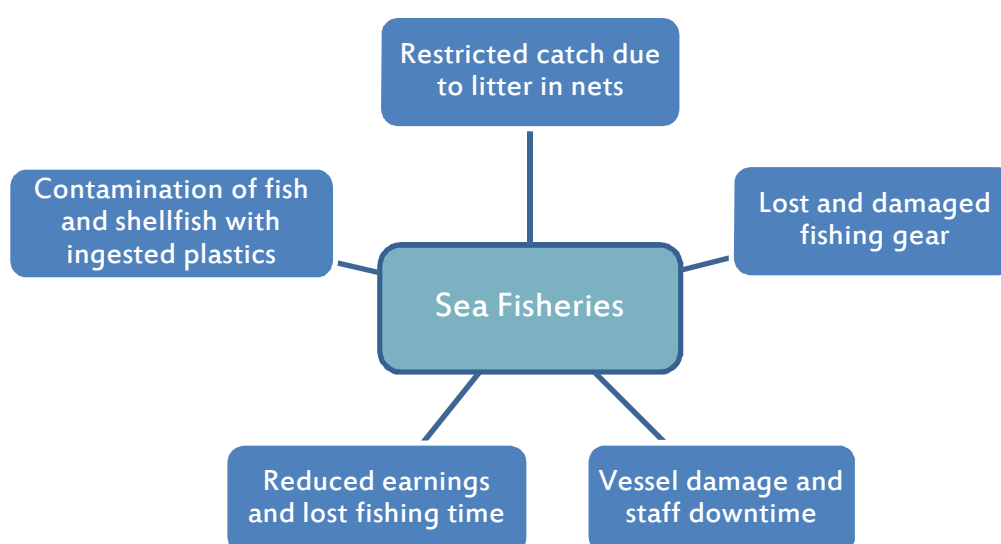 Restricted catch due
to litter in nets
Contamination of fish
and shellfish with
ingested plastics
Lost and damaged
fishing gear
Sea Fisheries
Reduced earnings
and lost fishing time
Vessel damage and
staff downtime